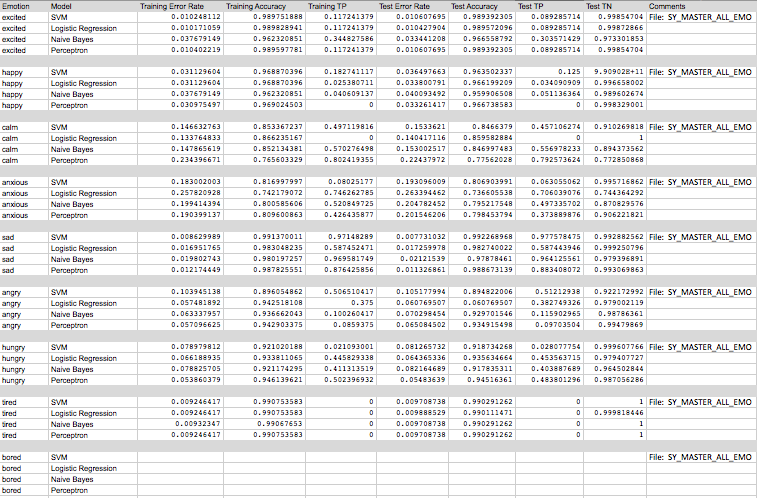 Emotion Model Training Error Rate Training Accuracy Training TP Test Error Rate Test Accuracy Test TP Test TN Comments
excited SVM 0.010248112 0.989751888 0.117241379 0.010607695 0.989392305 0.089285714 0.99854704 File: SY_MASTER_ALL_EMO
excited Logistic Regression 0.010171059 0.989828941 0.117241379 0.010427904 0.989572096 0.089285714 0.99872866
excited Naive Bayes 0.037679149 0.962320851 0.344827586 0.033441208 0.966558792 0.303571429 0.973301853
excited Perceptron 0.010402219 0.989597781 0.117241379 0.010607695 0.989392305 0.089285714 0.99854704
happy SVM 0.031129604 0.968870396 0.182741117 0.036497663 0.963502337 0.125 9.90902E+11 File: SY_MASTER_ALL_EMO
happy Logistic Regression 0.031129604 0.968870396 0.025380711 0.033800791 0.966199209 0.034090909 0.996658002
happy Naive Bayes 0.037679149 0.962320851 0.040609137 0.040093492 0.959906508 0.051136364 0.989602674
happy Perceptron 0.030975497 0.969024503 0 0.033261417 0.966738583 0 0.998329001
calm SVM 0.146632763 0.853367237 0.497119816 0.1533621 0.8466379 0.457106274 0.910269818 File: SY_MASTER_ALL_EMO
calm Logistic Regression 0.133764833 0.866235167 0 0.140417116 0.859582884 0 1
calm Naive Bayes 0.147865619 0.852134381 0.570276498 0.153002517 0.846997483 0.556978233 0.894373562
calm Perceptron 0.234396671 0.765603329 0.802419355 0.22437972 0.77562028 0.792573624 0.772850868
anxious SVM 0.183002003 0.816997997 0.08025177 0.193096009 0.806903991 0.063055062 0.995716862 File: SY_MASTER_ALL_EMO
anxious Logistic Regression 0.257820928 0.742179072 0.746262785 0.263394462 0.736605538 0.706039076 0.744364292
anxious Naive Bayes 0.199414394 0.800585606 0.520849725 0.204782452 0.795217548 0.497335702 0.870829576
anxious Perceptron 0.190399137 0.809600863 0.426435877 0.201546206 0.798453794 0.373889876 0.906221821
sad SVM 0.008629989 0.991370011 0.97148289 0.007731032 0.992268968 0.977578475 0.992882562 File: SY_MASTER_ALL_EMO
sad Logistic Regression 0.016951765 0.983048235 0.587452471 0.017259978 0.982740022 0.587443946 0.999250796
sad Naive Bayes 0.019802743 0.980197257 0.969581749 0.02121539 0.97878461 0.964125561 0.979396891
sad Perceptron 0.012174449 0.987825551 0.876425856 0.011326861 0.988673139 0.883408072 0.993069863
angry SVM 0.103945138 0.896054862 0.506510417 0.105177994 0.894822006 0.51212938 0.922172992 File: SY_MASTER_ALL_EMO
angry Logistic Regression 0.057481892 0.942518108 0.375 0.060769507 0.060769507 0.382749326 0.979002119
angry Naive Bayes 0.063337957 0.936662043 0.100260417 0.070298454 0.929701546 0.115902965 0.98786361
angry Perceptron 0.057096625 0.942903375 0.0859375 0.065084502 0.934915498 0.09703504 0.99479869
hungry SVM 0.078979812 0.921020188 0.021093001 0.081265732 0.918734268 0.028077754 0.999607766 File: SY_MASTER_ALL_EMO
hungry Logistic Regression 0.066188935 0.933811065 0.445829338 0.064365336 0.935634664 0.453563715 0.979407727
hungry Naive Bayes 0.078825705 0.921174295 0.411313519 0.082164689 0.917835311 0.403887689 0.964502844
hungry Perceptron 0.053860379 0.946139621 0.502396932 0.05483639 0.94516361 0.483801296 0.987056286
tired SVM 0.009246417 0.990753583 0 0.009708738 0.990291262 0 1 File: SY_MASTER_ALL_EMO
tired Logistic Regression 0.009246417 0.990753583 0 0.009888529 0.990111471 0 0.999818446
tired Naive Bayes 0.00932347 0.99067653 0 0.009708738 0.990291262 0 1
tired Perceptron 0.009246417 0.990753583 0 0.009708738 0.990291262 0 1
bored SVM File: SY_MASTER_ALL_EMO
bored Logistic Regression
bored Naive Bayes
bored Perceptron